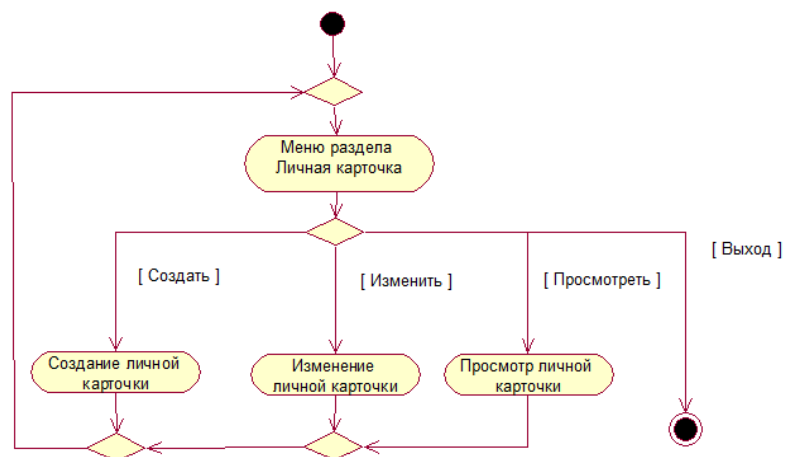 Меню раздела
Личная карточка
[ Выход ]
[ Создать ]
[ Изменить ]
[ Просмотреть ]
Создание личной
карточки
Изменение
личной карточки
Просмотр личной
карточки